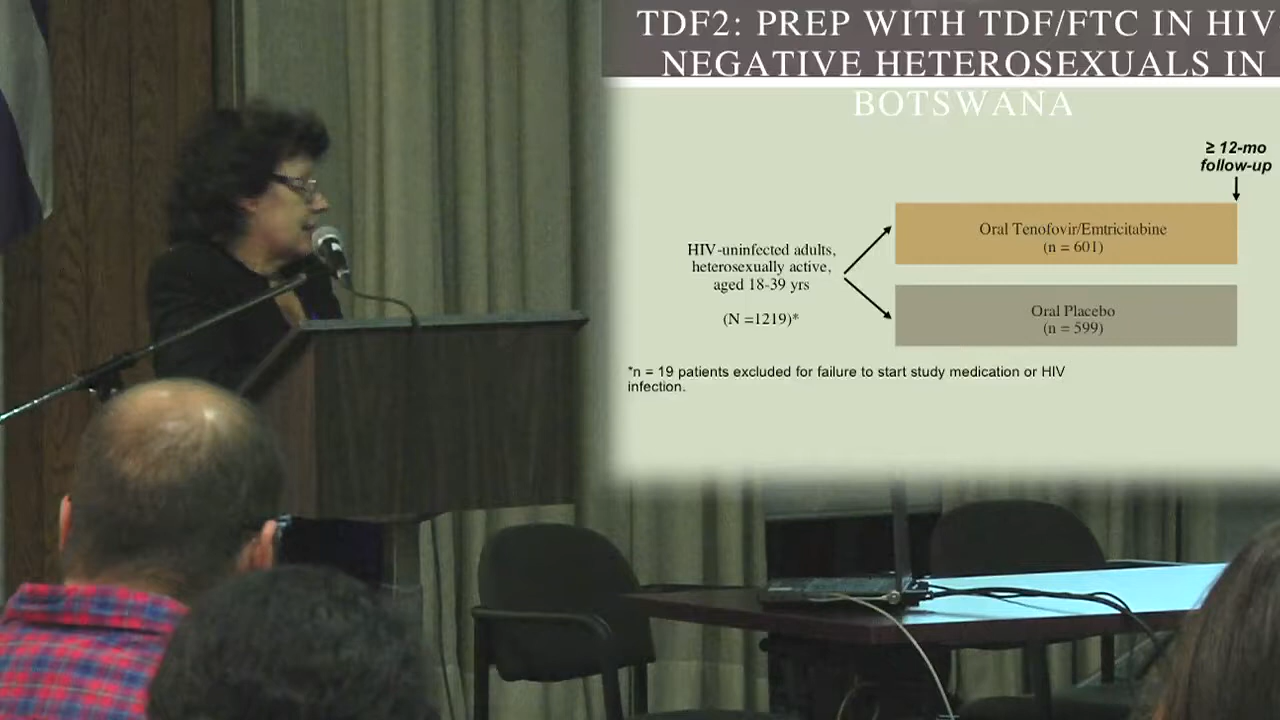 TDF2: PREP WITH TDF/FTC IN HIV
NEGATIVE HETEROSEXUALS IN
BOTSWANA
≥ 12-mo
follow-up
HIV-uninfected adults,
heterosexually active,
aged 18-39 yrs
(N =1219)*
Oral Tenofovir/Emtricitabine
(n = 601)
Oral Placebo
(n = 599)
*n = 19 patients excluded for failure to start study medication or HIV
infection.